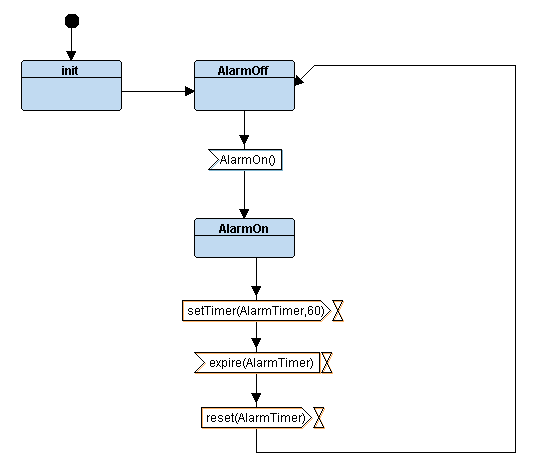 init
AlarmOff
AlarmOn()
AlarmOn
setTimer(AlarmTimer,60)
expire(AlarmTimer)
reset(AlarmTimer)